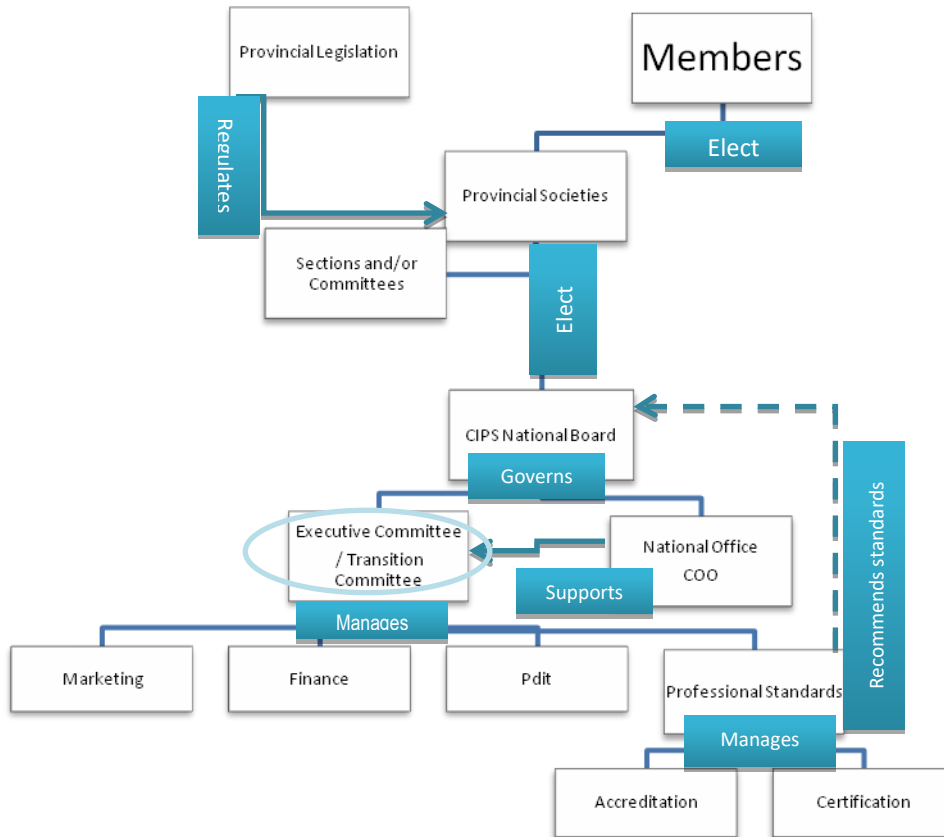 Provincial Legislation
Members
Regulates
Elect
Provincial Societies
Sections and/or
Committees
Elect
CIPS National Board
Governs
Executive Committee
/ Transition
Committee
National Office
COO
Supports
Recommends standards
Manages
Marketing
Finance
Pdit
Professional Standards
Manages
Accreditation
Certification